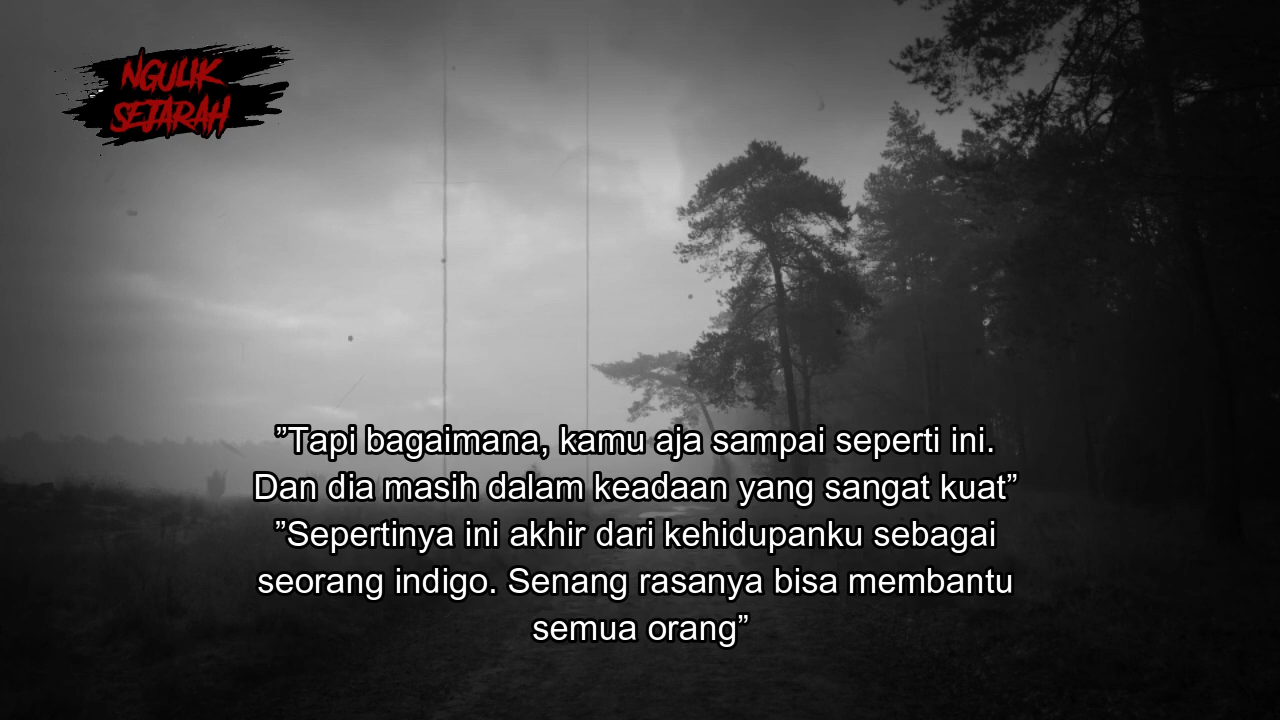 NGULIK
SEJARAH
”Tapi bagaimana, kamu aja sampai seperti ini.
Dan dia masih dalam keadaan yang sangat kuat”
”Sepertinya ini akhir dari kehidupanku sebagai
seorang indigo. Senang rasanya bisa membantu
semua orang”